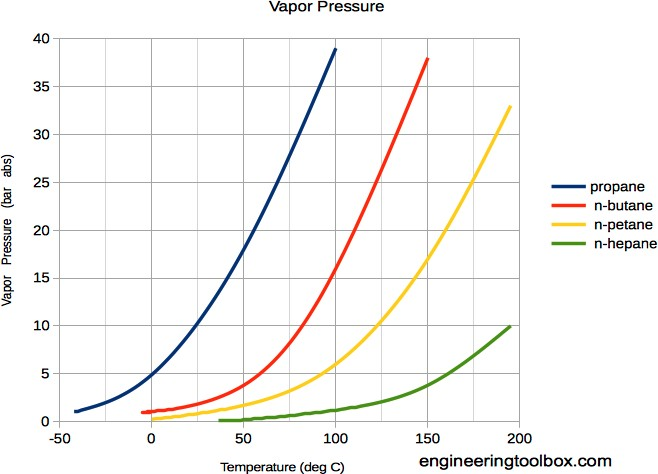 Vapor Pressure
40
35
30
25
20
15
10
5
0
Vapor Pressure (bar abs)
-50 0 50 100 150 200
Temperature (deg C)
propane
n-butane
n-petane
n-hepane
engineeringtoolbox.com